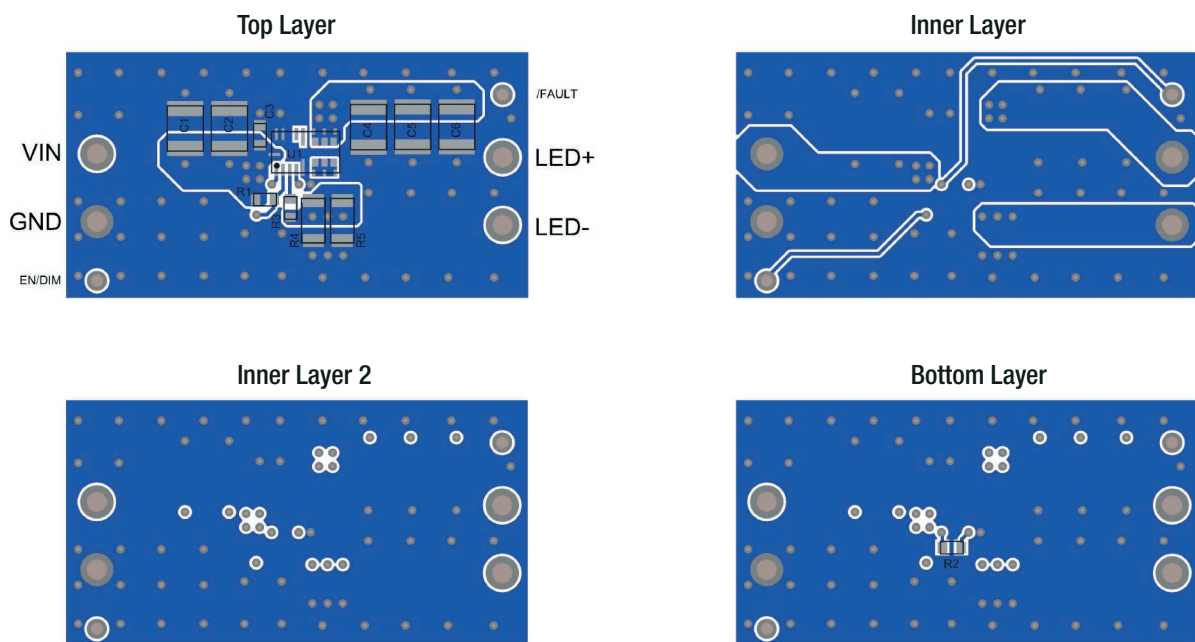 Top Layer
Inner Layer
VIN
GND
EN/DIM
C1
C2
C3
U1
C4
C5
C6
R1
R3
R4
R5
/FAULT
LED+
LED-
Inner Layer 2
Bottom Layer
R2